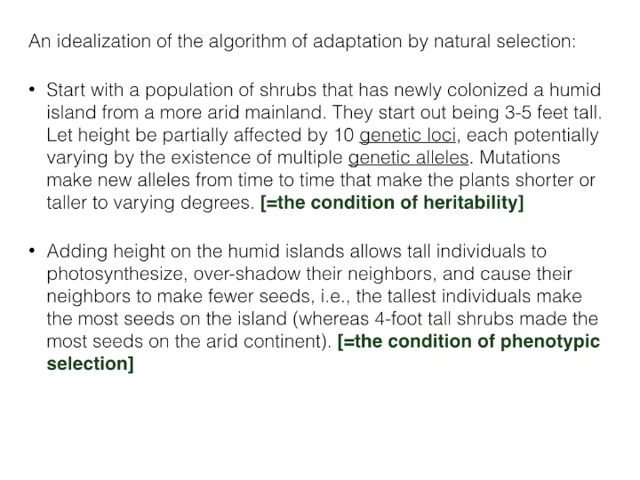 An idealization of the algorithm of adaptation by natural selection:
• Start with a population of shrubs that has newly colonized a humid
island from a more arid mainland. They start out being 3-5 feet tall.
Let height be partially affected by 10 genetic loci, each potentially
varying by the existence of multiple genetic alleles. Mutations
make new alleles from time to time that make the plants shorter or
taller to varying degrees. [=the condition of heritability]
• Adding height on the humid islands allows tall individuals to
photosynthesize, over-shadow their neighbors, and cause their
neighbors to make fewer seeds, i.e., the tallest individuals make
the most seeds on the island (whereas 4-foot tall shrubs made the
most seeds on the arid continent). [=the condition of phenotypic
selection]